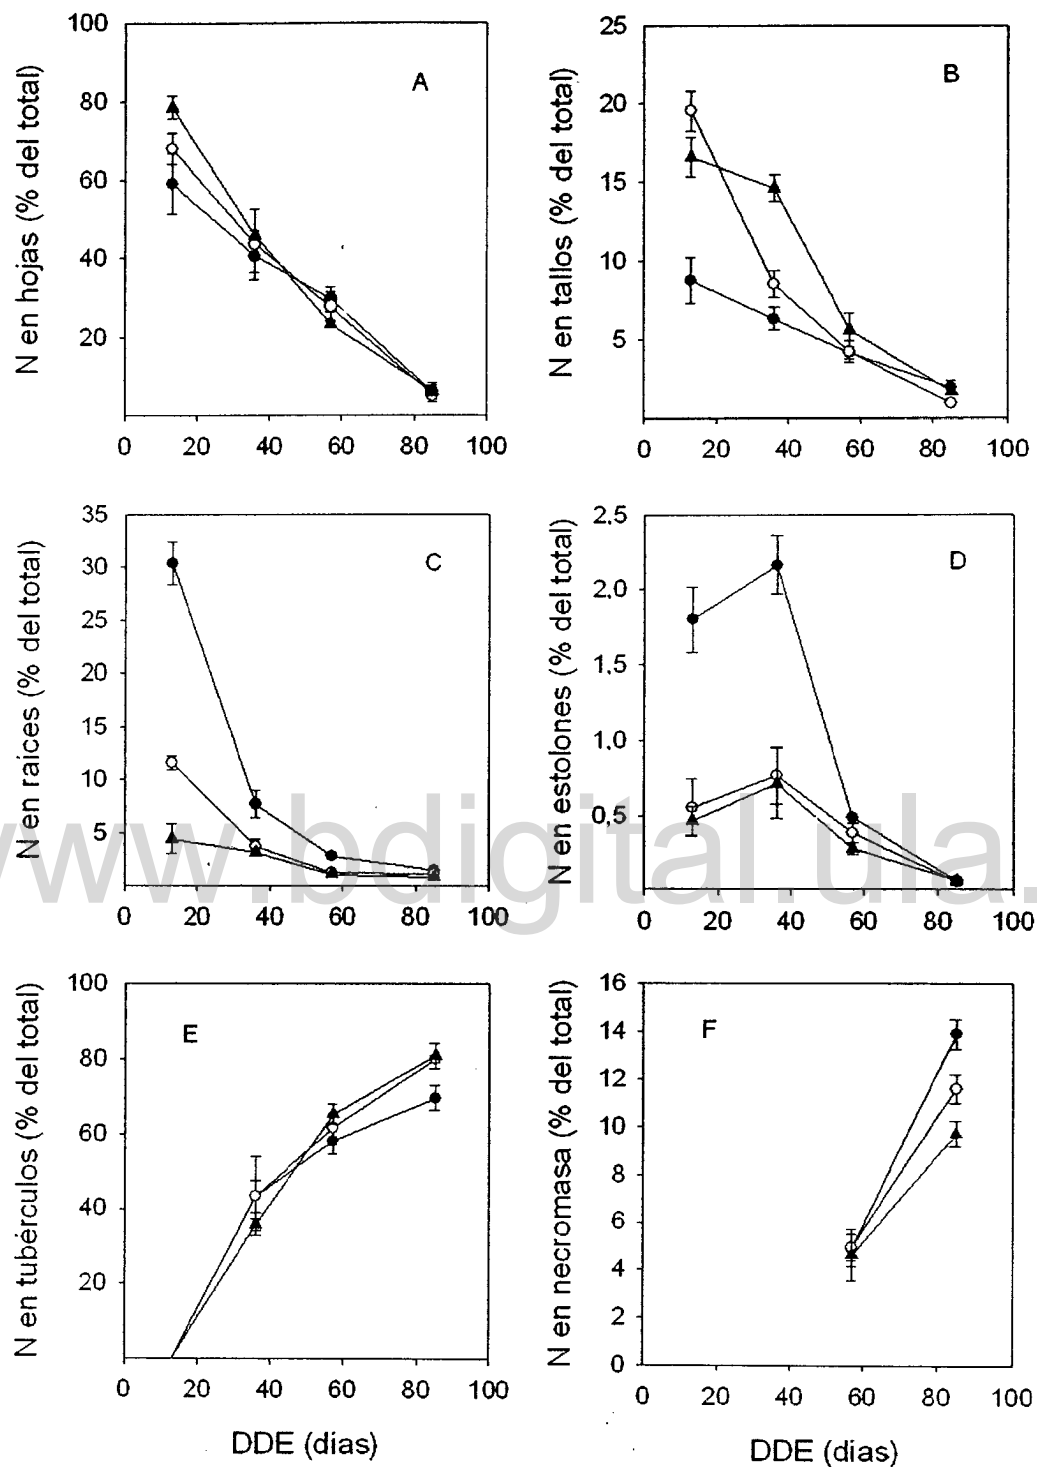 A
N en hojas (% del total)
100
80
60
40
20
0 20 40 60 80 100
B
N en tallos (% del total)
25
20
15
10
5
0 20 40 60 80 100
C
N en raices (% del total)
35
30
25
20
15
10
5
0 20 40 60 80 100
D
N en estolones (% del total)
2.5
2.0
1,5
1.0
0,5
0 20 40 60 80 100
www.bdigital.ula.
E
N en tubérculos (% del total)
100
80
60
40
20
0 20 40 60 80 100
DDE (dias)
F
N en necromasa (% del total)
16
14
12
10
8
6
4
2
0
0 20 40 60 80 100
DDE (dias)